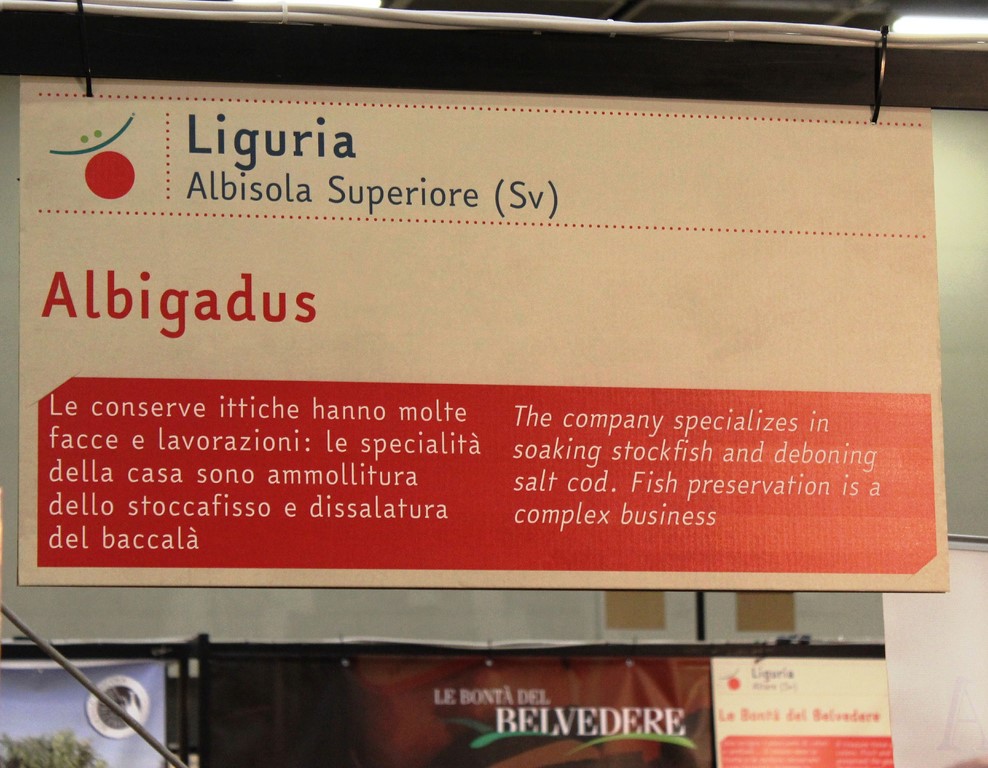 Liguria
Albisola Superiore (Sv)
Albigadus
Le conserve ittiche hanno molte
facce e lavorazioni: le specialità
della casa sono ammollitura
dello stoccafisso e dissalatura
del baccalà
The company specializes in
soaking stockfish and deboning
salt cod. Fish preservation is a
complex business
LE BONTÀ DEL
BELVEDERE
Liguria
Le Bontà del Belvedere